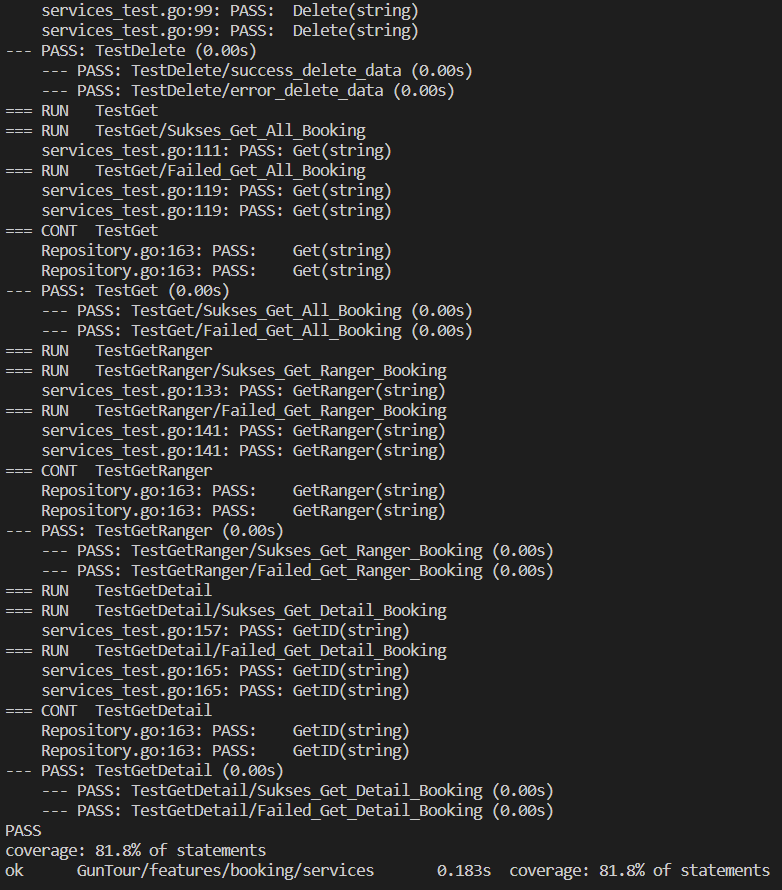 services_test.go:99: PASS:  Delete(string)
    services_test.go:99: PASS:  Delete(string)
--- PASS: TestDelete (0.00s)
    --- PASS: TestDelete/success_delete_data (0.00s)
    --- PASS: TestDelete/error_delete_data (0.00s)
=== RUN   TestGet
=== RUN   TestGet/Sukses_Get_All_Booking
    services_test.go:111: PASS: Get(string)
=== RUN   TestGet/Failed_Get_All_Booking
    services_test.go:119: PASS: Get(string)
    services_test.go:119: PASS: Get(string)
=== CONT  TestGet
    Repository.go:163: PASS:    Get(string)
    Repository.go:163: PASS:    Get(string)
--- PASS: TestGet (0.00s)
    --- PASS: TestGet/Sukses_Get_All_Booking (0.00s)
    --- PASS: TestGet/Failed_Get_All_Booking (0.00s)
=== RUN   TestGetRanger
=== RUN   TestGetRanger/Sukses_Get_Ranger_Booking
    services_test.go:133: PASS: GetRanger(string)
=== RUN   TestGetRanger/Failed_Get_Ranger_Booking
    services_test.go:141: PASS: GetRanger(string)
    services_test.go:141: PASS: GetRanger(string)
=== CONT  TestGetRanger
    Repository.go:163: PASS:    GetRanger(string)
    Repository.go:163: PASS:    GetRanger(string)
--- PASS: TestGetRanger (0.00s)
    --- PASS: TestGetRanger/Sukses_Get_Ranger_Booking (0.00s)
    --- PASS: TestGetRanger/Failed_Get_Ranger_Booking (0.00s)
=== RUN   TestGetDetail
=== RUN   TestGetDetail/Sukses_Get_Detail_Booking
    services_test.go:157: PASS: GetID(string)
=== RUN   TestGetDetail/Failed_Get_Detail_Booking
    services_test.go:165: PASS: GetID(string)
    services_test.go:165: PASS: GetID(string)
=== CONT  TestGetDetail
    Repository.go:163: PASS:    GetID(string)
    Repository.go:163: PASS:    GetID(string)
--- PASS: TestGetDetail (0.00s)
    --- PASS: TestGetDetail/Sukses_Get_Detail_Booking (0.00s)
    --- PASS: TestGetDetail/Failed_Get_Detail_Booking (0.00s)
PASS
coverage: 81.8% of statements
ok      GunTour/features/booking/services       0.183s  coverage: 81.8% of statements